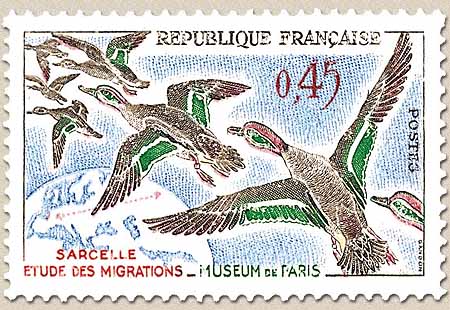 REPUBLIQUE FRANÇAISE
0,45
POSTES
SARCELLE
ETUDE DES MIGRATIONS _ MUSEUM DE PARIS